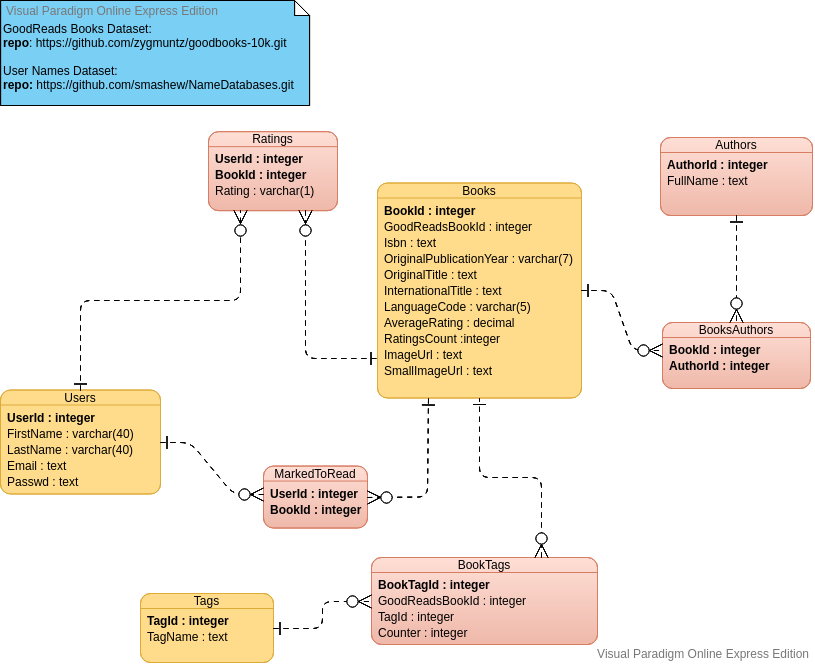 Visual Paradigm Online Express Edition
GoodReads Books Dataset:
repo: https://github.com/zygmuntz/goodbooks-10k.git
User Names Dataset:
repo: https://github.com/smashew/NameDatabases.git
Ratings
UserId : integer
BookId : integer
Rating : varchar(1)
Books
BookId : integer
GoodReadsBookId : integer
Isbn : text
OriginalPublicationYear : varchar(7)
OriginalTitle : text
InternationalTitle : text
LanguageCode : varchar(5)
AverageRating : decimal
RatingsCount :integer
ImageUrl : text
SmallImageUrl : text
Authors
AuthorId : integer
FullName : text
BooksAuthors
BookId : integer
AuthorId : integer
Users
UserId : integer
FirstName : varchar(40)
LastName : varchar(40)
Email : text
Passwd : text
MarkedToRead
UserId : integer
BookId : integer
BookTags
BookTagId : integer
GoodReadsBookId : integer
TagId : integer
Counter : integer
Tags
TagId : integer
TagName : text
Visual Paradigm Online Express Edition